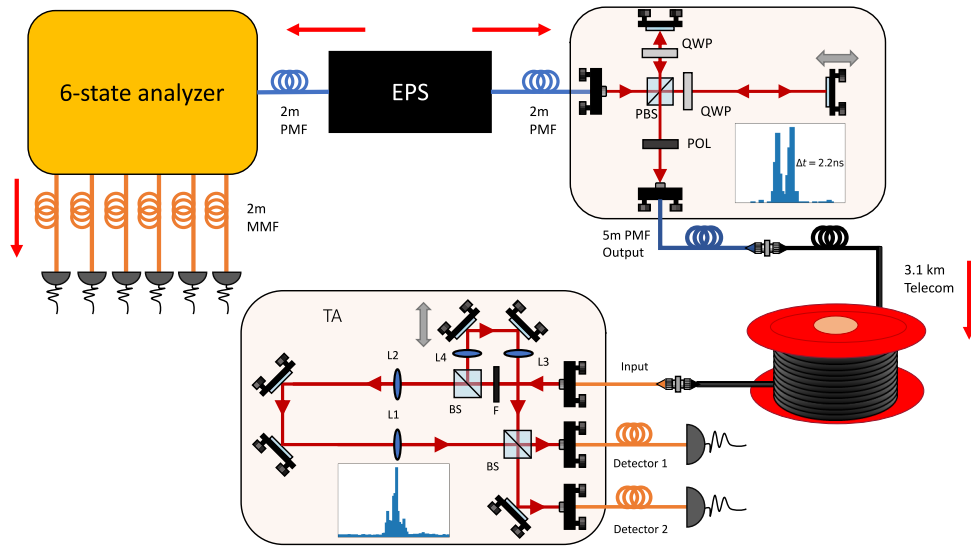 6-state analyzer
2m
PMF
EPS
2m
PMF
QWP
PBS
QWP
POL
Δt = 2.2ns
2m
MMF
5m PMF
Output
3.1 km
Telecom
TA
L4
L3
L2
BS
F
Input
L1
BS
Detector 1
Detector 2